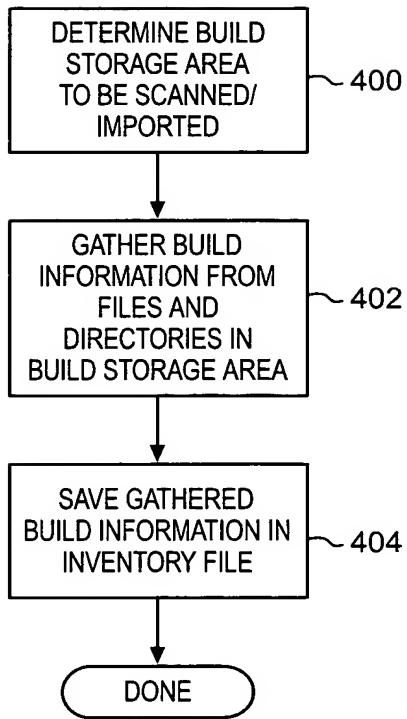 DETERMINE BUILD
STORAGE AREA
TO BE SCANNED/
IMPORTED
400
GATHER BUILD
INFORMATION FROM
FILES AND
DIRECTORIES IN
BUILD STORAGE AREA
402
SAVE GATHERED
BUILD INFORMATION IN
INVENTORY FILE
404
DONE